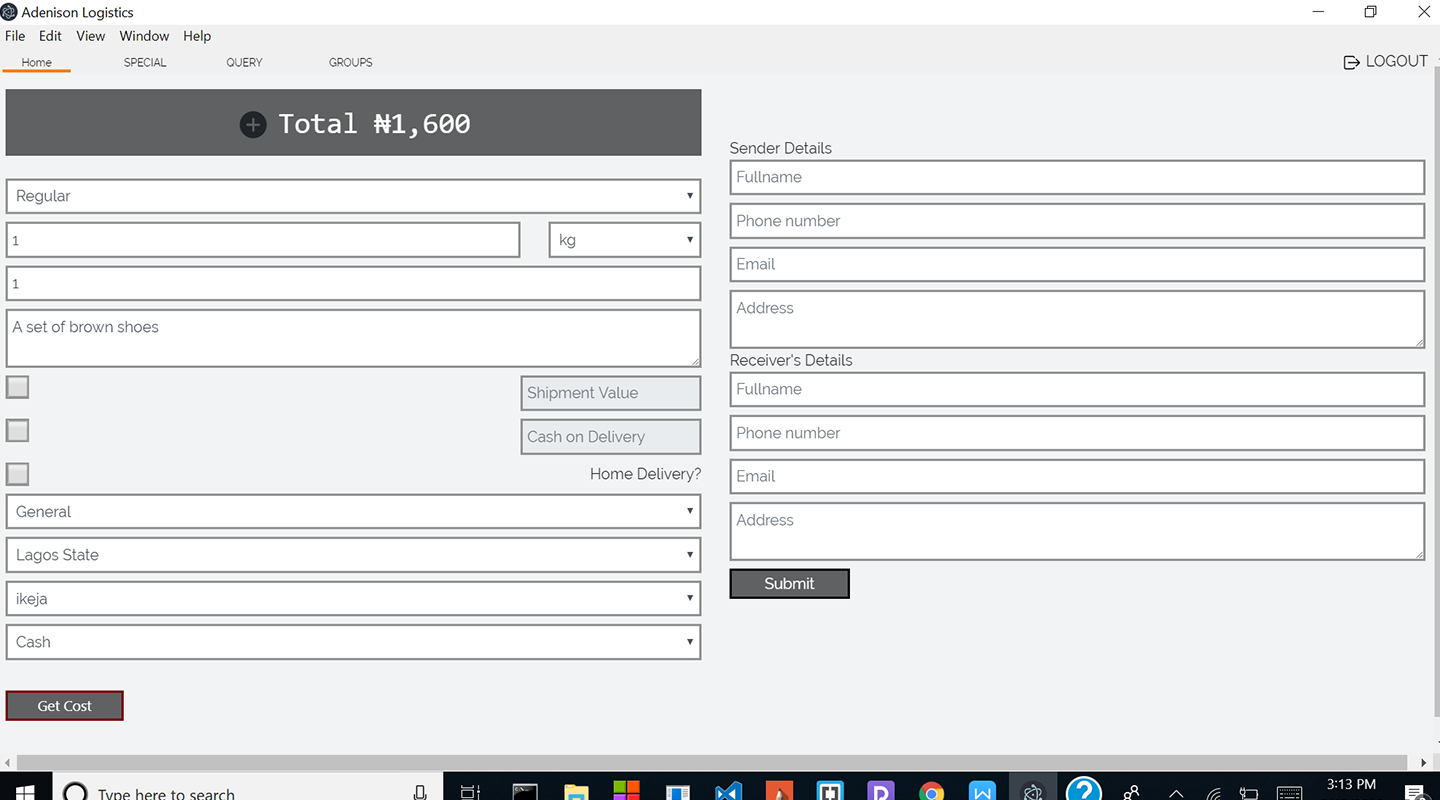 Adenison Logistics
File Edit View Window Help
Home SPECIAL QUERY GROUPS
LOGOUT
Total ₦1,600
Regular
1
kg
1
A set of brown shoes
Shipment Value
Cash on Delivery
Home Delivery?
General
Lagos State
ikeja
Cash
Get Cost
Sender Details
Fullname
Phone number
Email
Address
Receiver's Details
Fullname
Phone number
Email
Address
Submit
Type here to search
3:13 PM